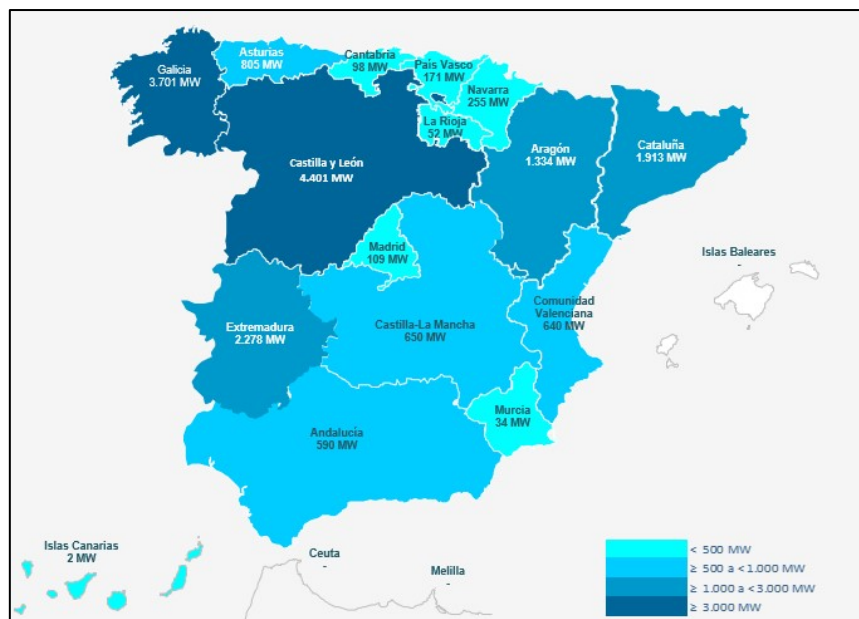 Galicia
3.701 MW
Asturias
805 MW
Cantabria
98 MW
País Vasco
171 MW
Navarra
255 MW
La Rioja
52 MW
Castilla y León
4.401 MW
Aragón
1.334 MW
Cataluña
1.913 MW
Madrid
109 MW
Islas Baleares
-
Extremadura
2.278 MW
Castilla-La Mancha
650 MW
Comunidad
Valenciana
640 MW
Murcia
34 MW
Andalucía
590 MW
Islas Canarias
2 MW
Ceuta
-
Melilla
-
< 500 MW
≥ 500 a <1.000 MW
≥ 1.000 a <3.000 MW
≥ 3.000 MW